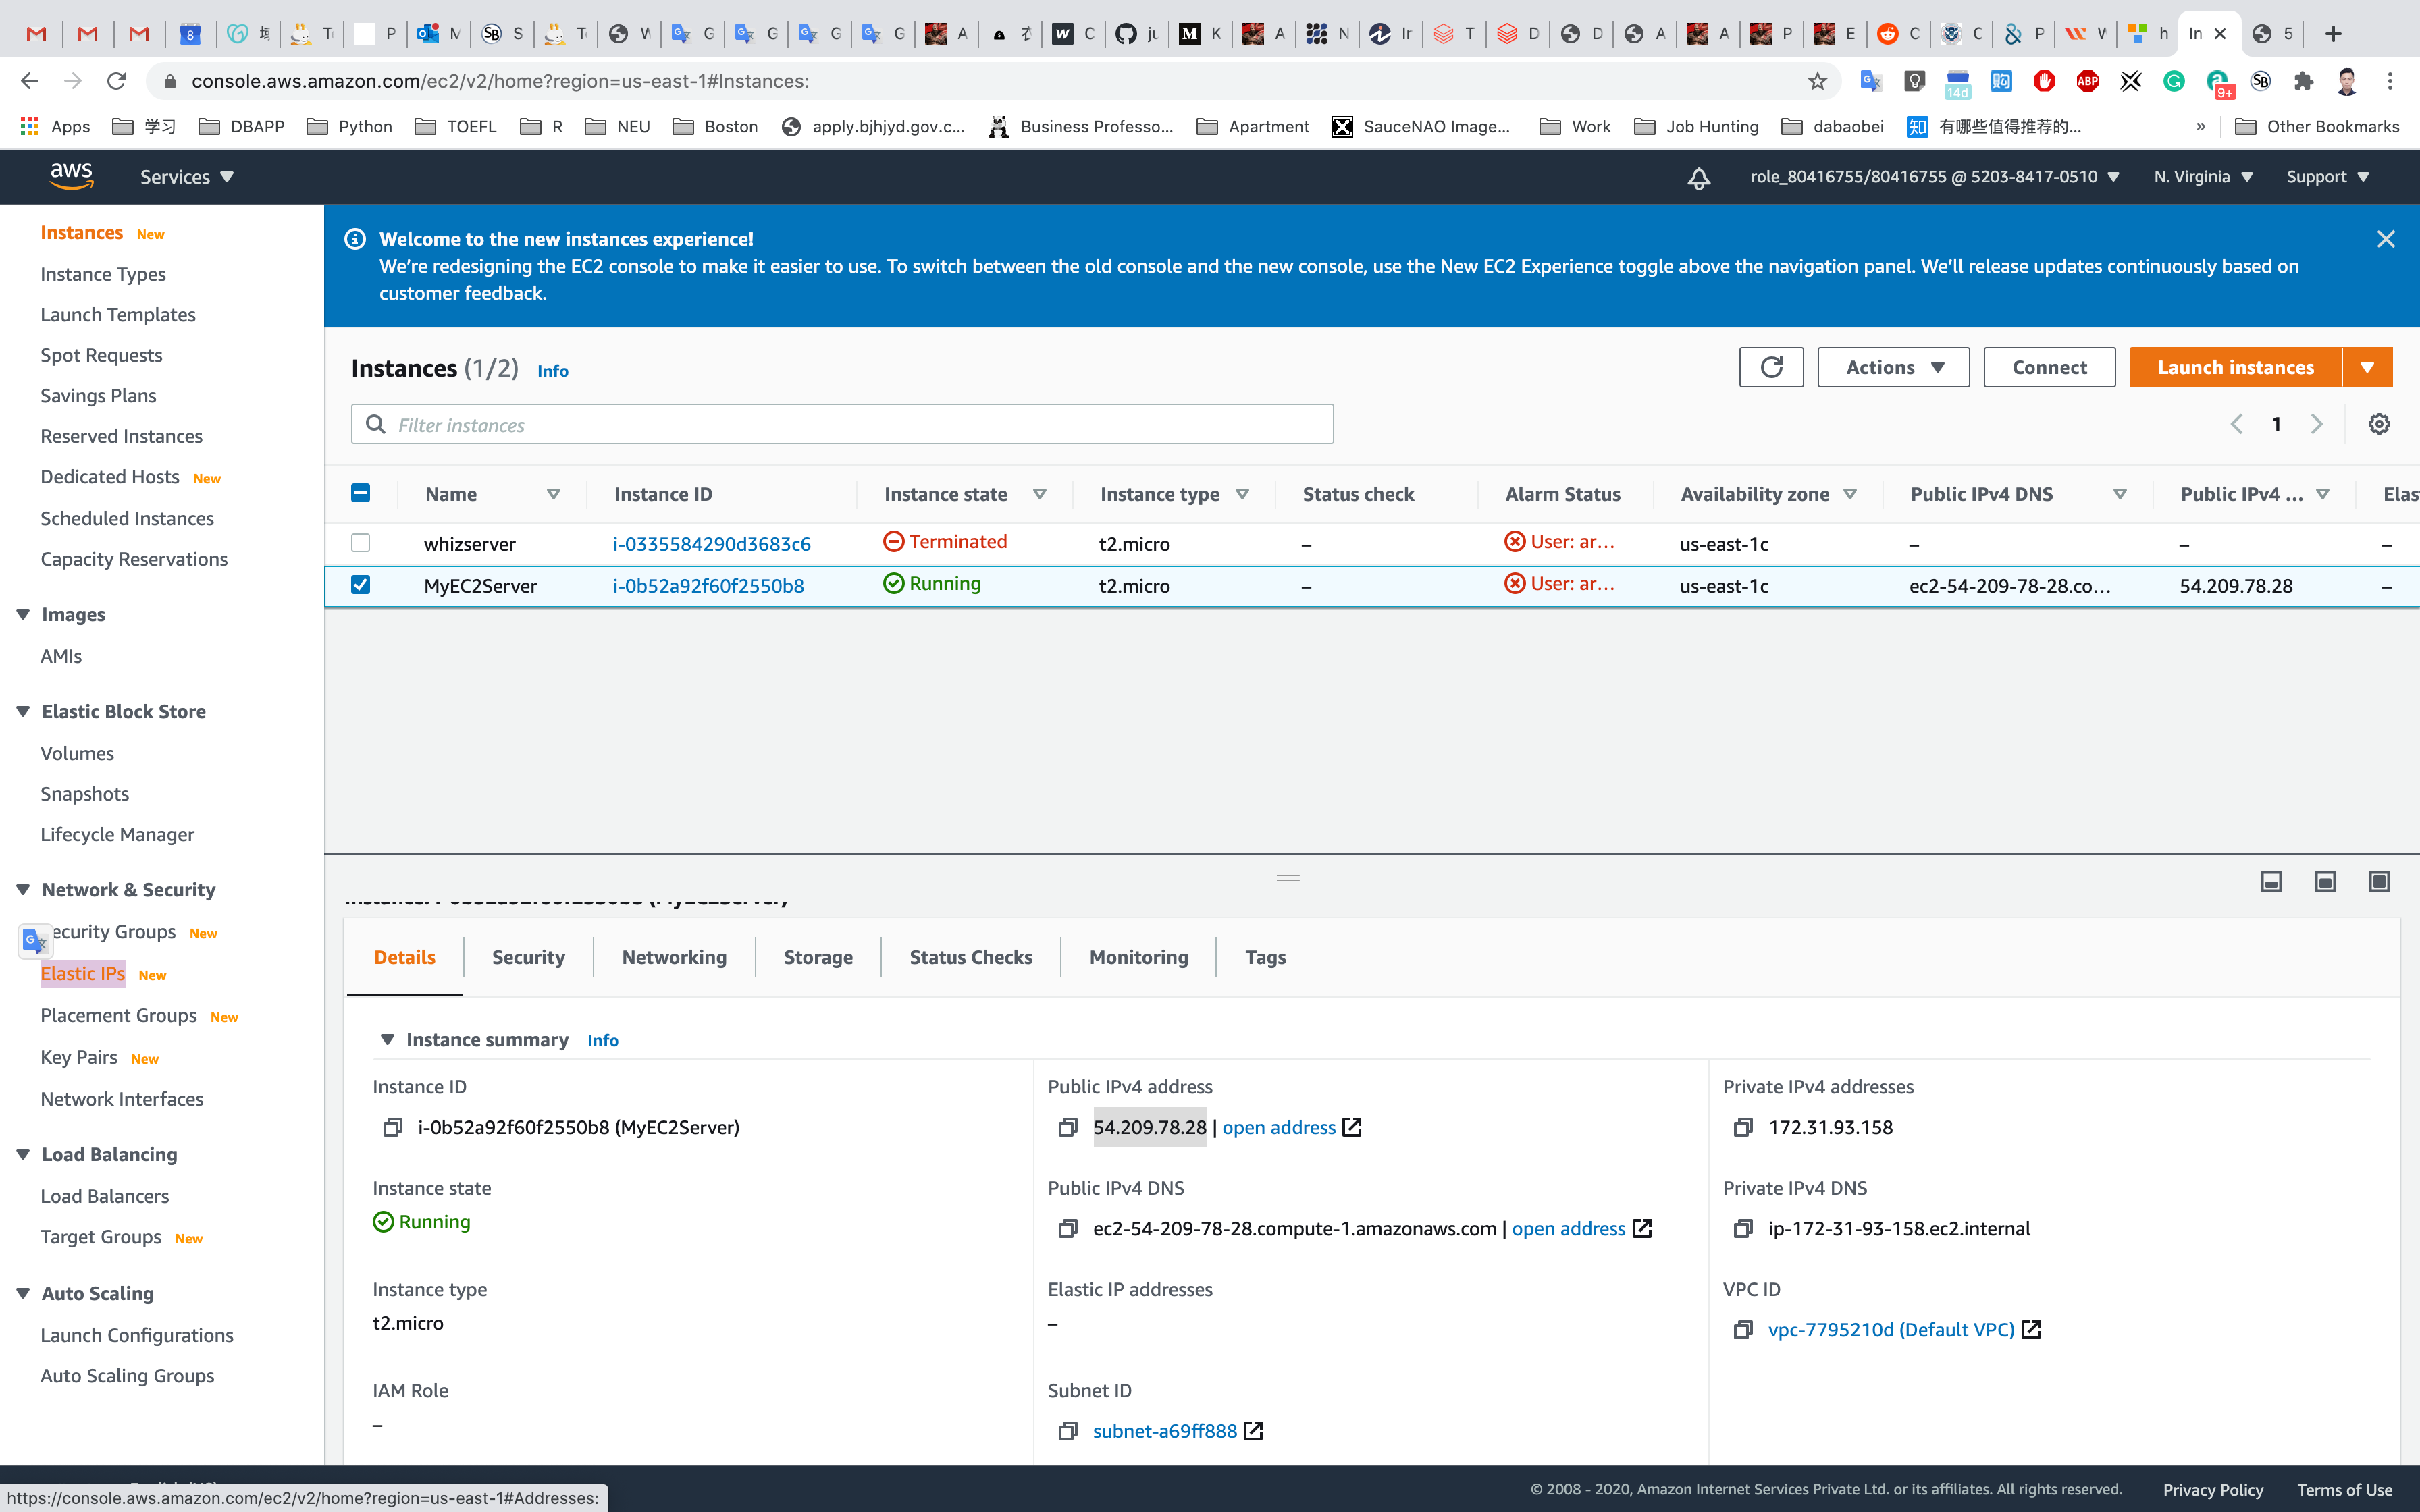 8 T P M S T W G G G G A C ju K A N In T D D A A P E C C P W h In 5
console.aws.amazon.com/ec2/v2/home?region=us-east-1#Instances:
14d ABP 9+ SB
Apps 学习 DBAPP Python TOEFL R NEU Boston apply.bjhjyd.gov.c... Business Professo... Apartment SauceNAO Image... Work Job Hunting dabaobei 知 有哪些值得推荐的... » Other Bookmarks
aws Services role_80416755/80416755 @ 5203-8417-0510 N. Virginia Support
Instances New
Instance Types
Launch Templates
Spot Requests
Savings Plans
Reserved Instances
Dedicated Hosts New
Scheduled Instances
Capacity Reservations
Images
AMIs
Elastic Block Store
Volumes
Snapshots
Lifecycle Manager
Network & Security
ecurity Groups New
Elastic IPs New
Placement Groups New
Key Pairs New
Network Interfaces
Load Balancing
Load Balancers
Target Groups New
Auto Scaling
Launch Configurations
Auto Scaling Groups
Welcome to the new instances experience!
We’re redesigning the EC2 console to make it easier to use. To switch between the old console and the new console, use the New EC2 Experience toggle above the navigation panel. We’ll release updates continuously based on
customer feedback.
Instances (1/2) Info Actions Connect Launch instances
Filter instances 1
Name Instance ID Instance state Instance type Status check Alarm Status Availability zone Public IPv4 DNS Public IPv4 ... Elas
whizserver i-0335584290d3683c6 Terminated t2.micro – User: ar... us-east-1c – – –
MyEC2Server i-0b52a92f60f2550b8 Running t2.micro – User: ar... us-east-1c ec2-54-209-78-28.co... 54.209.78.28 –
Instance: i-0b52a92f60f2550b8 (MyEC2Server)
Details Security Networking Storage Status Checks Monitoring Tags
Instance summary Info
Instance ID
i-0b52a92f60f2550b8 (MyEC2Server)
Public IPv4 address
54.209.78.28 | open address
Private IPv4 addresses
172.31.93.158
Instance state
Running
Public IPv4 DNS
ec2-54-209-78-28.compute-1.amazonaws.com | open address
Private IPv4 DNS
ip-172-31-93-158.ec2.internal
Instance type
t2.micro
Elastic IP addresses
–
VPC ID
vpc-7795210d (Default VPC)
IAM Role
–
Subnet ID
subnet-a69ff888
https://console.aws.amazon.com/ec2/v2/home?region=us-east-1#Addresses:
© 2008 - 2020, Amazon Internet Services Private Ltd. or its affiliates. All rights reserved. Privacy Policy Terms of Use